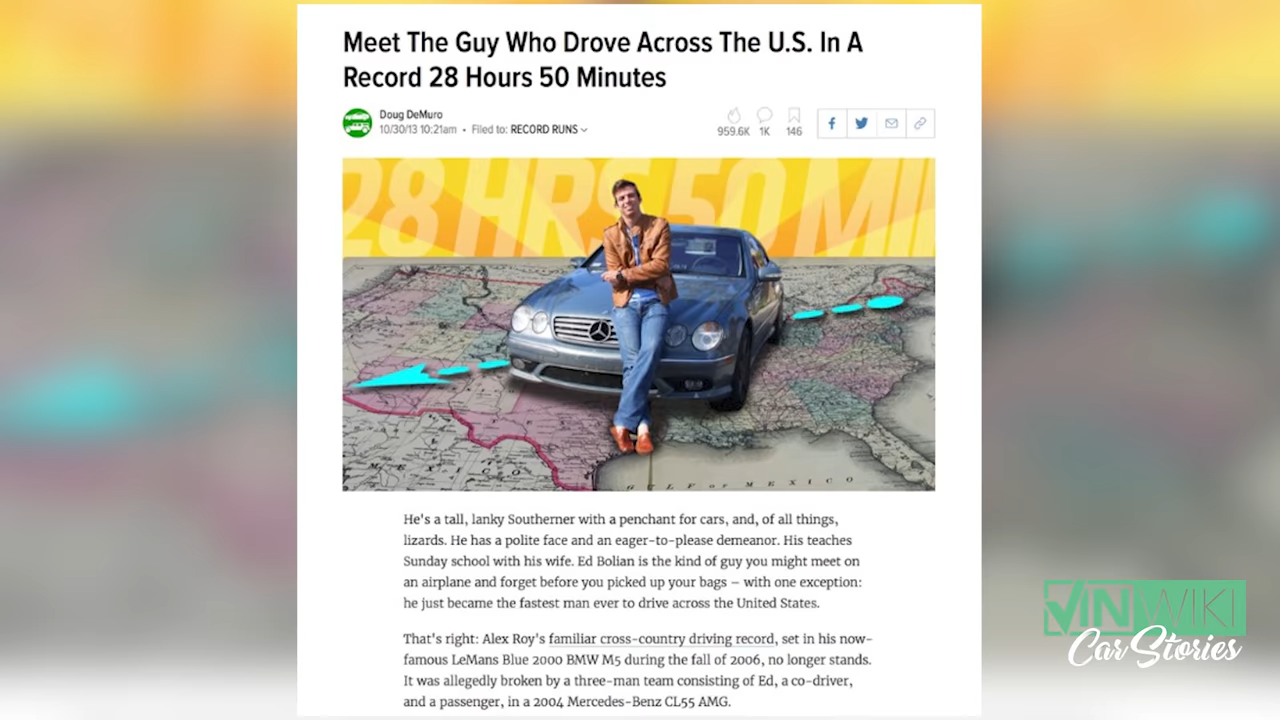 Meet The Guy Who Drove Across The U.S. In A
Record 28 Hours 50 Minutes
Doug DeMuro
10/30/13 10:21am • Filed to: RECORD RUNS
959.6K 1K 146
28 HRS 50 MIN
MEXICO
GULF OF MEXICO
He's a tall, lanky Southerner with a penchant for cars, and, of all things,
lizards. He has a polite face and an eager-to-please demeanor. His teaches
Sunday school with his wife. Ed Bolian is the kind of guy you might meet on
an airplane and forget before you picked up your bags – with one exception:
he just became the fastest man ever to drive across the United States.
That's right: Alex Roy's familiar cross-country driving record, set in his now-
famous LeMans Blue 2000 BMW M5 during the fall of 2006, no longer stands.
It was allegedly broken by a three-man team consisting of Ed, a co-driver,
and a passenger, in a 2004 Mercedes-Benz CL55 AMG.
VINWIKI
Car Stories